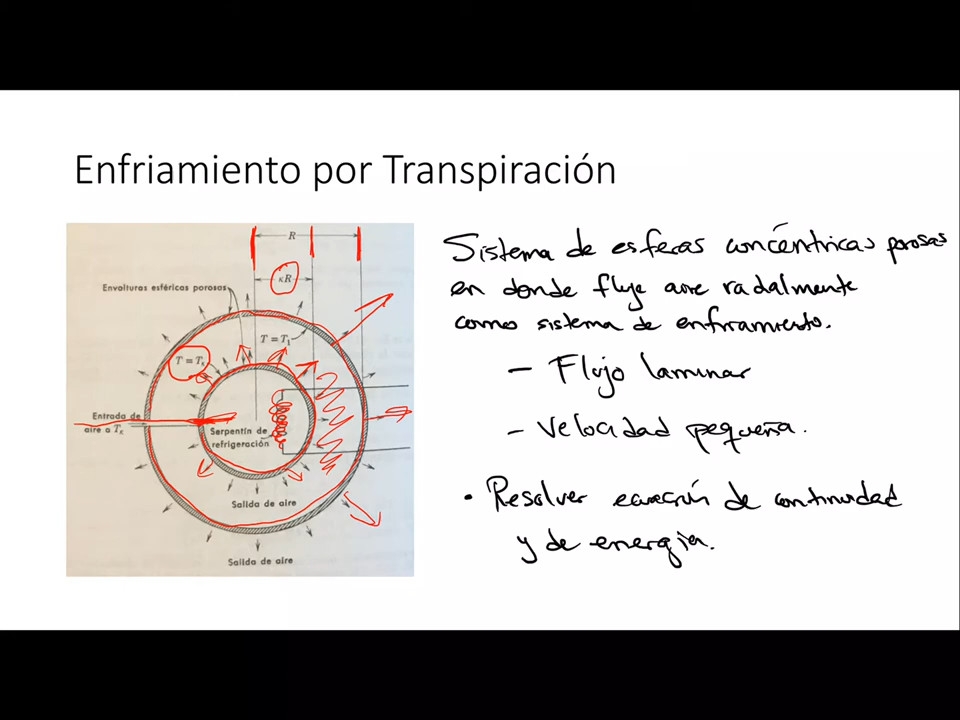 Enfriamiento por Transpiración
R
κR
Envolturas esféricas porosas
T = T₁
T = Tκ
Entrada de
aire a Tκ
Serpentín de
refrigeración
Salida de aire
Salida de aire
Sistema de esferas concéntricas porosas
en donde fluye aire radalmente
como sistema de enfriamiento.
- Flujo laminar
- Velocidad pequeña.
• Resolver ecuación de continuidad
y de energía.